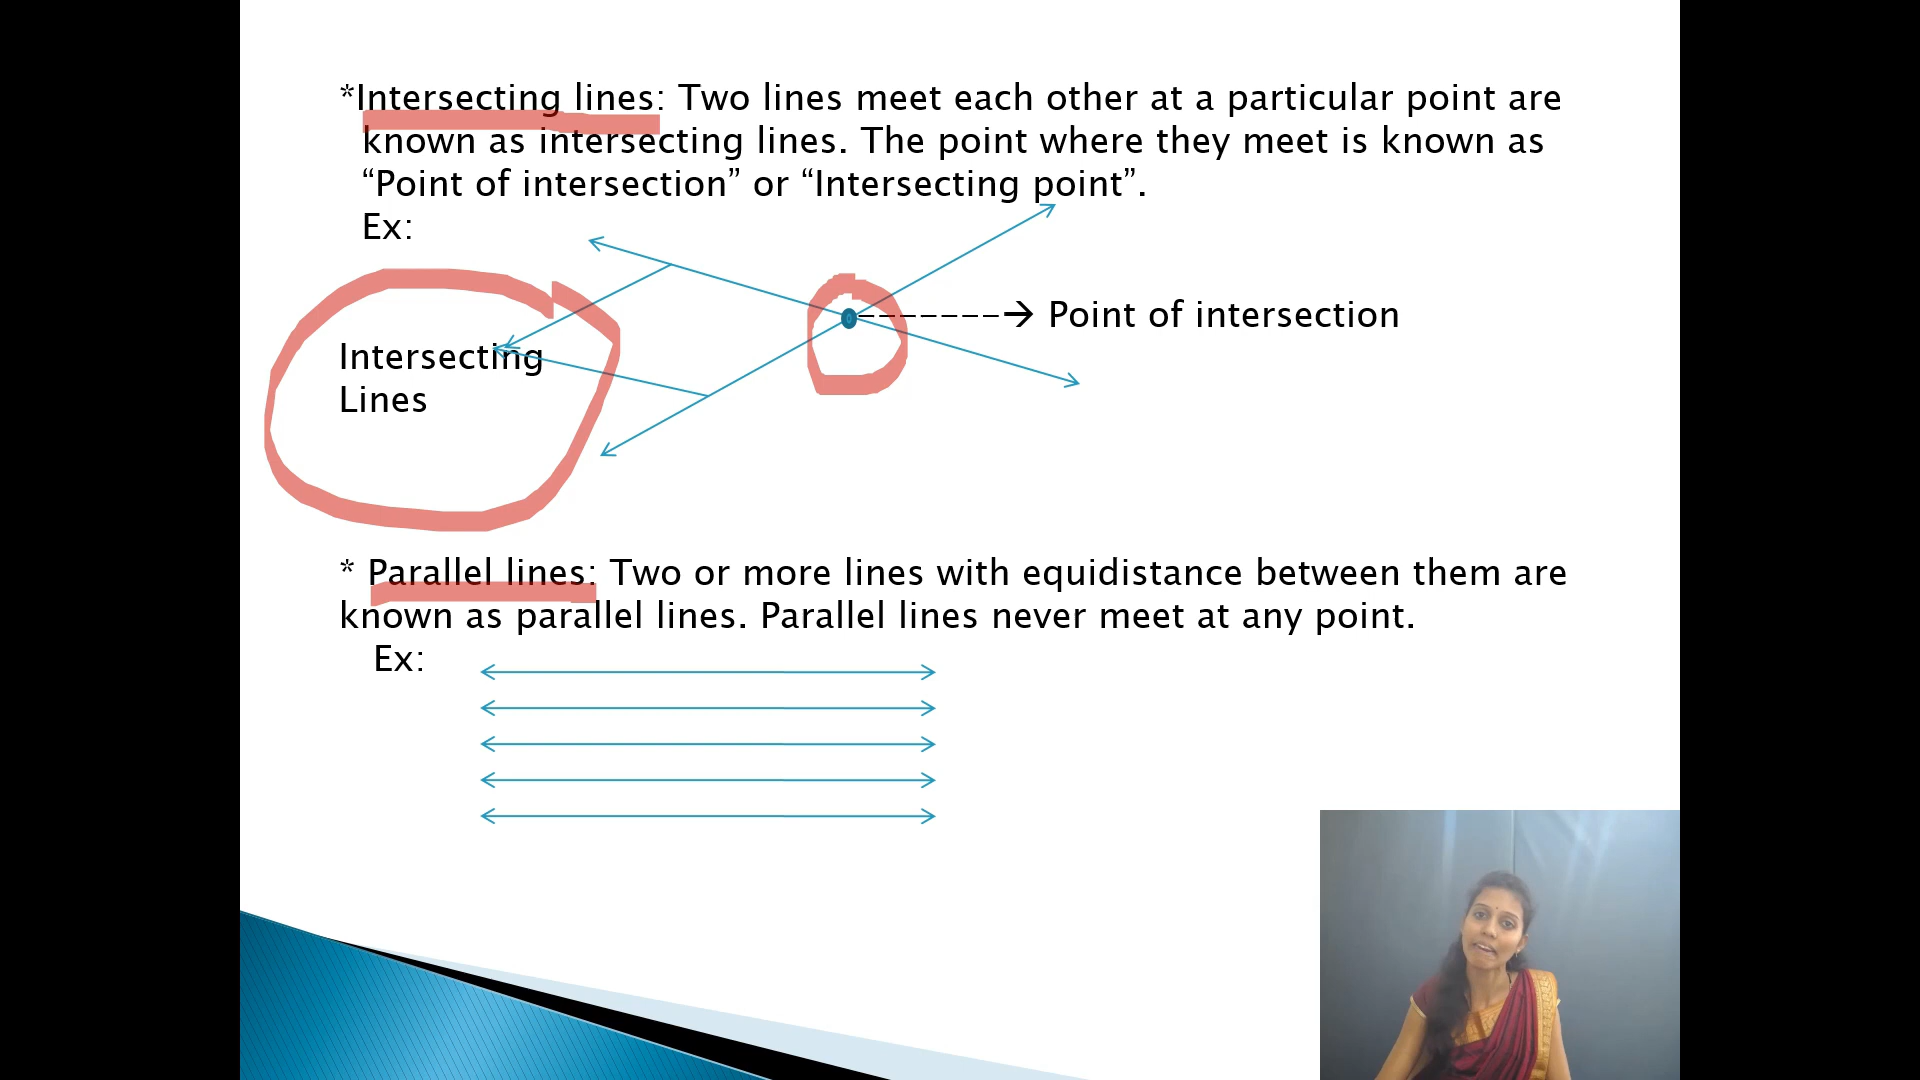 *Intersecting lines: Two lines meet each other at a particular point are
known as intersecting lines. The point where they meet is known as
“Point of intersection” or “Intersecting point”.
Ex:
Point of intersection
Intersecting
Lines
* Parallel lines: Two or more lines with equidistance between them are
known as parallel lines. Parallel lines never meet at any point.
Ex: